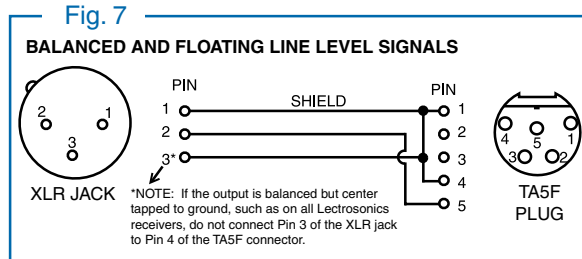 Fig. 7
BALANCED AND FLOATING LINE LEVEL SIGNALS
PIN
PIN
SHIELD
1
1
2
2
3*
3
4
5
2
1
3
XLR JACK
4
5
1
3
2
TA5F
PLUG
*NOTE: If the output is balanced but center
tapped to ground, such as on all Lectrosonics
receivers, do not connect Pin 3 of the XLR jack
to Pin 4 of the TA5F connector.